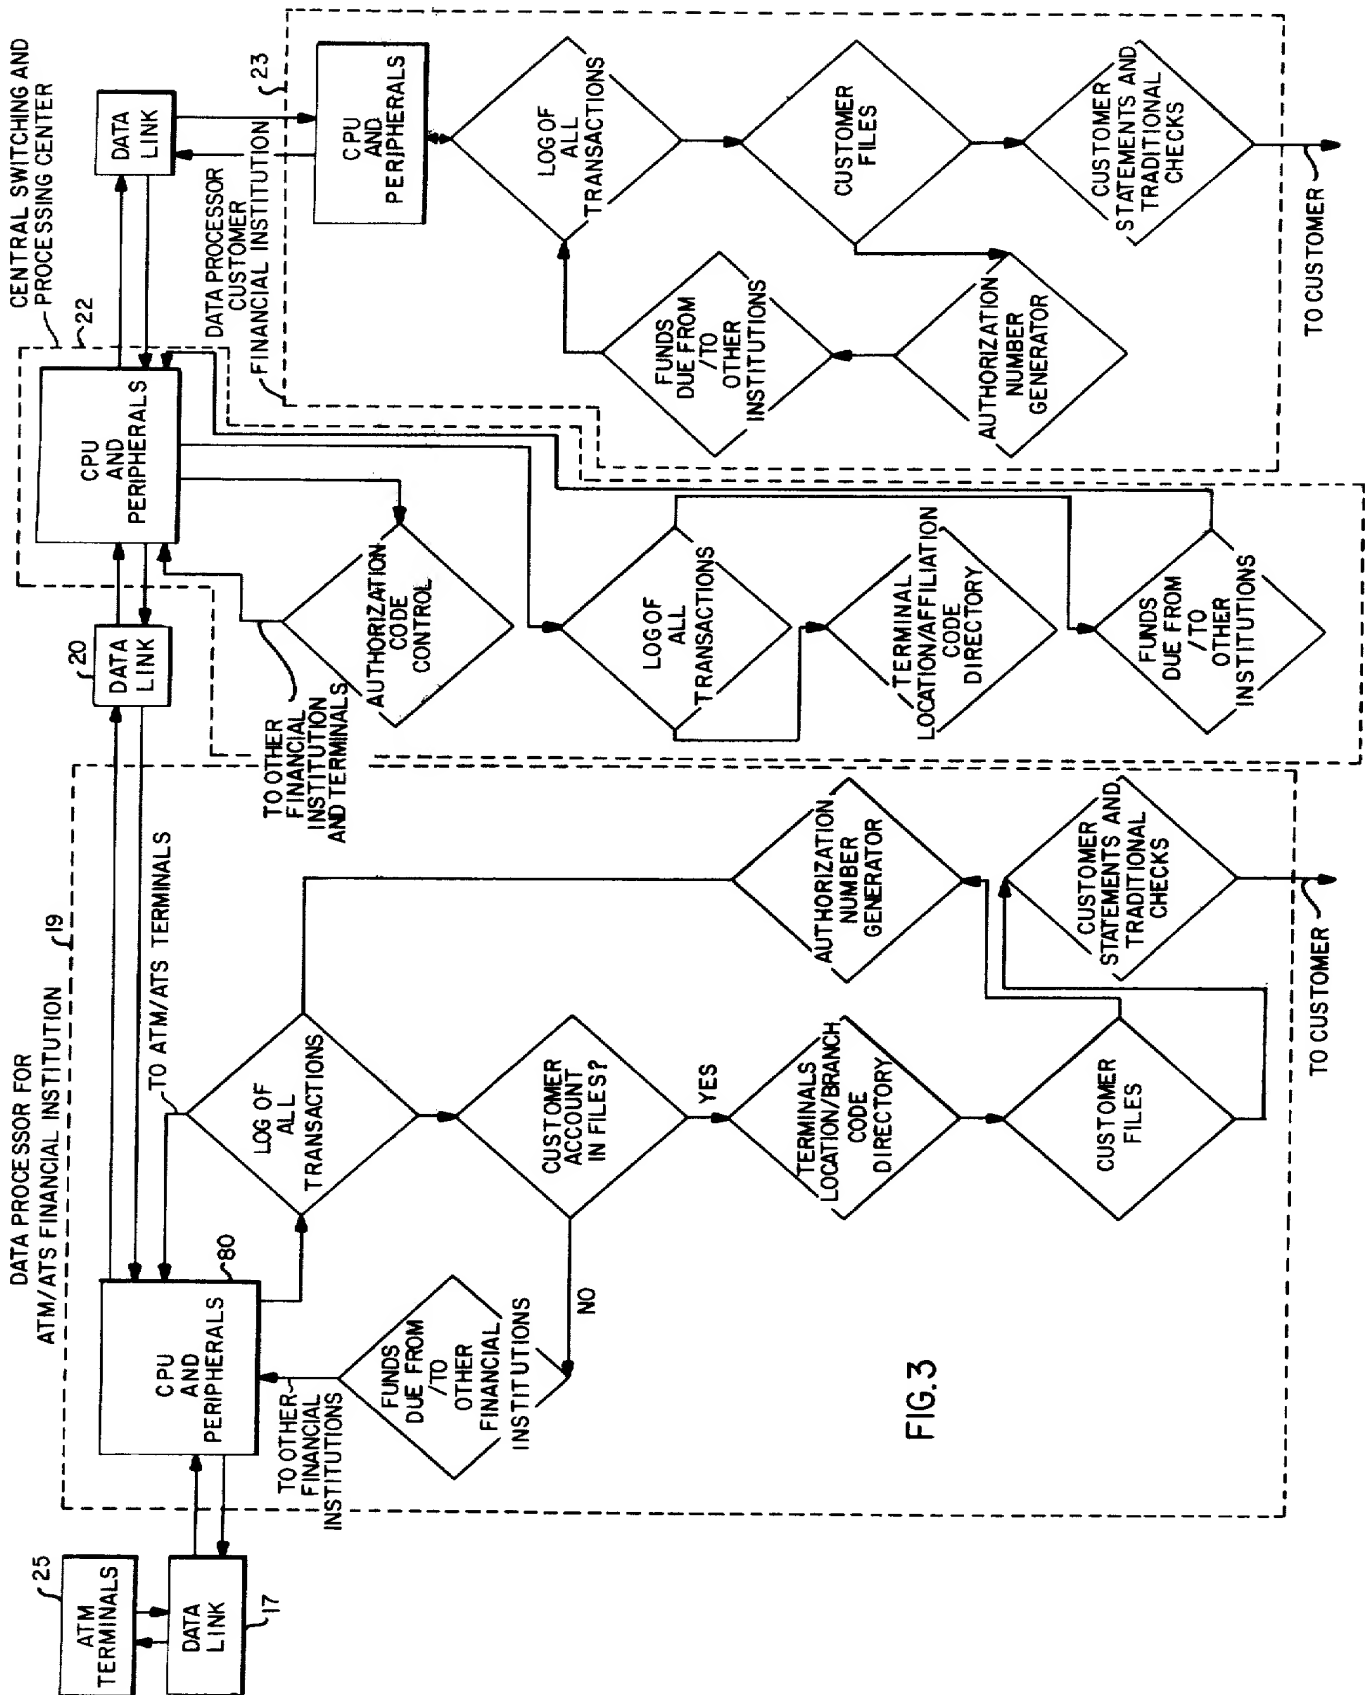 25
ATM
TERMINALS
DATA
LINK
17
DATA PROCESSOR FOR
ATM/ATS FINANCIAL INSTITUTION
19
CPU
AND
PERIPHERALS
80
TO OTHER
FINANCIAL
INSTITUTIONS
FUNDS
DUE FROM
/TO
OTHER
FINANCIAL
INSTITUTIONS
NO
TO ATM/ATS TERMINALS
LOG OF
ALL
TRANSACTIONS
CUSTOMER
ACCOUNT
IN FILES?
YES
TERMINALS
LOCATION/BRANCH
CODE
DIRECTORY
CUSTOMER
FILES
AUTHORIZATION
NUMBER
GENERATOR
CUSTOMER
STATEMENTS AND
TRADITIONAL
CHECKS
TO CUSTOMER
FIG.3
20
DATA
LINK
CENTRAL SWITCHING AND
PROCESSING CENTER
22
CPU
AND
PERIPHERALS
TO OTHER
FINANCIAL
INSTITUTION
AND TERMINALS
AUTHORIZATION
CODE
CONTROL
LOG OF
ALL
TRANSACTIONS
TERMINAL
LOCATION/AFFILIATION
CODE
DIRECTORY
FUNDS
DUE FROM
/TO
OTHER
INSTITUTIONS
DATA
LINK
DATA PROCESSOR
CUSTOMER
FINANCIAL INSTITUTION
23
CPU
AND
PERIPHERALS
LOG OF
ALL
TRANSACTIONS
FUNDS
DUE FROM
/TO
OTHER
INSTITUTIONS
CUSTOMER
FILES
AUTHORIZATION
NUMBER
GENERATOR
CUSTOMER
STATEMENTS AND
TRADITIONAL
CHECKS
TO CUSTOMER